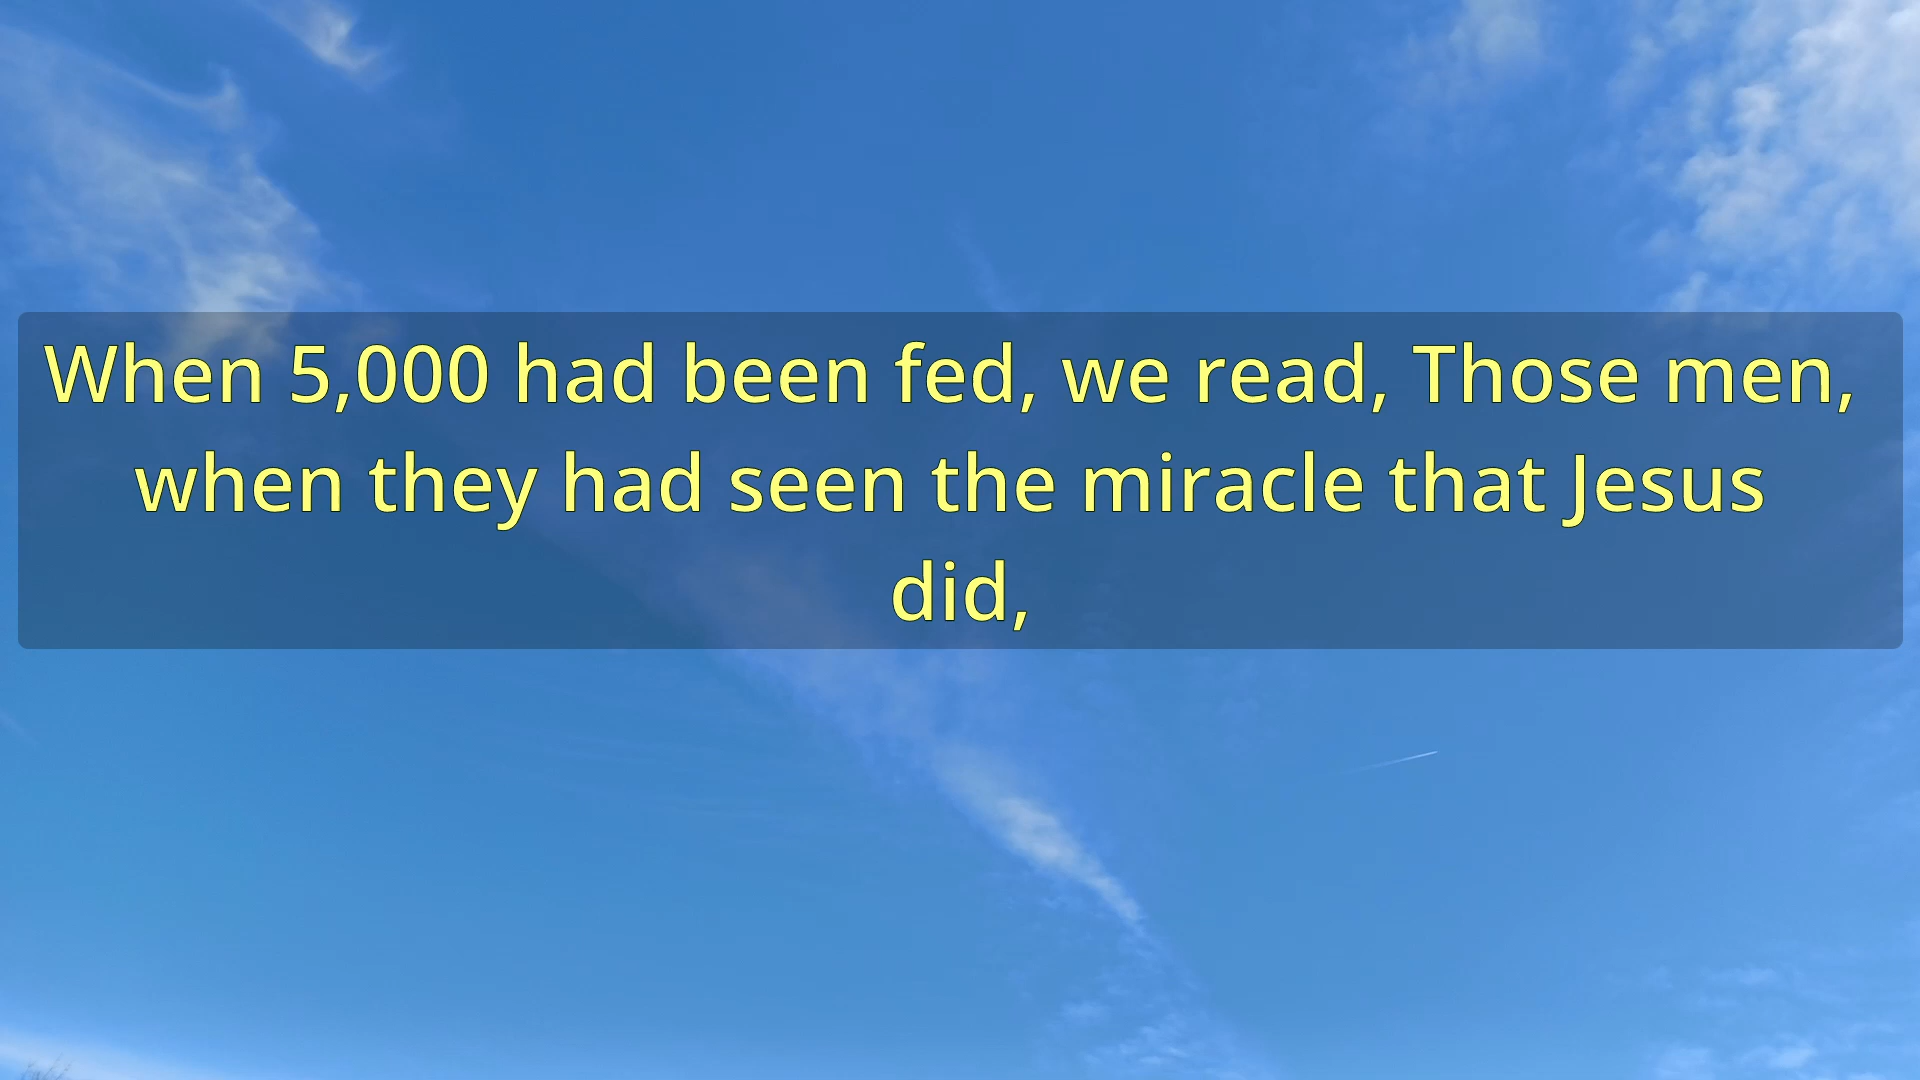 When 5,000 had been fed, we read, Those men,
when they had seen the miracle that Jesus
did,